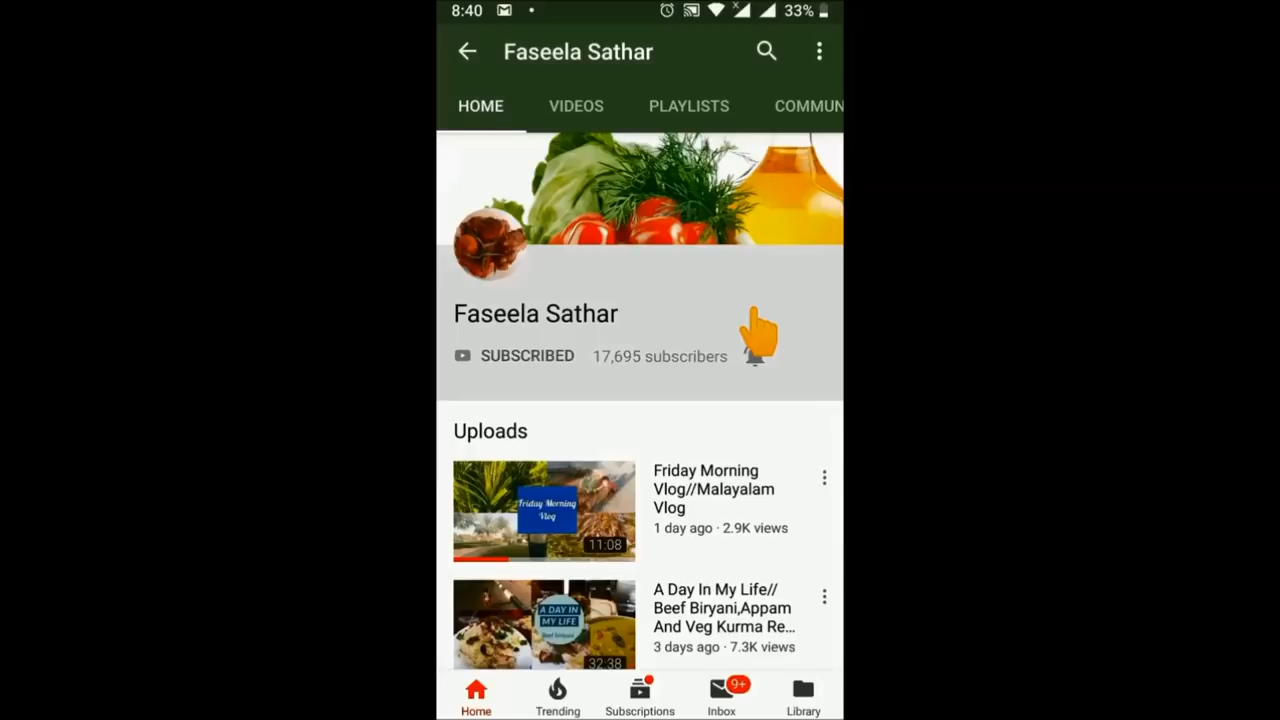 8:40
33%
Faseela Sathar
HOME VIDEOS PLAYLISTS COMMUN
Faseela Sathar
SUBSCRIBED 17,695 subscribers
Uploads
Friday Morning
Vlog
11:08
Friday Morning
Vlog//Malayalam
Vlog
1 day ago · 2.9K views
A DAY IN
MY LIFE
Beef biriyani
32:38
A Day In My Life//
Beef Biryani,Appam
And Veg Kurma Re...
3 days ago · 7.3K views
9+
Home Trending Subscriptions Inbox Library